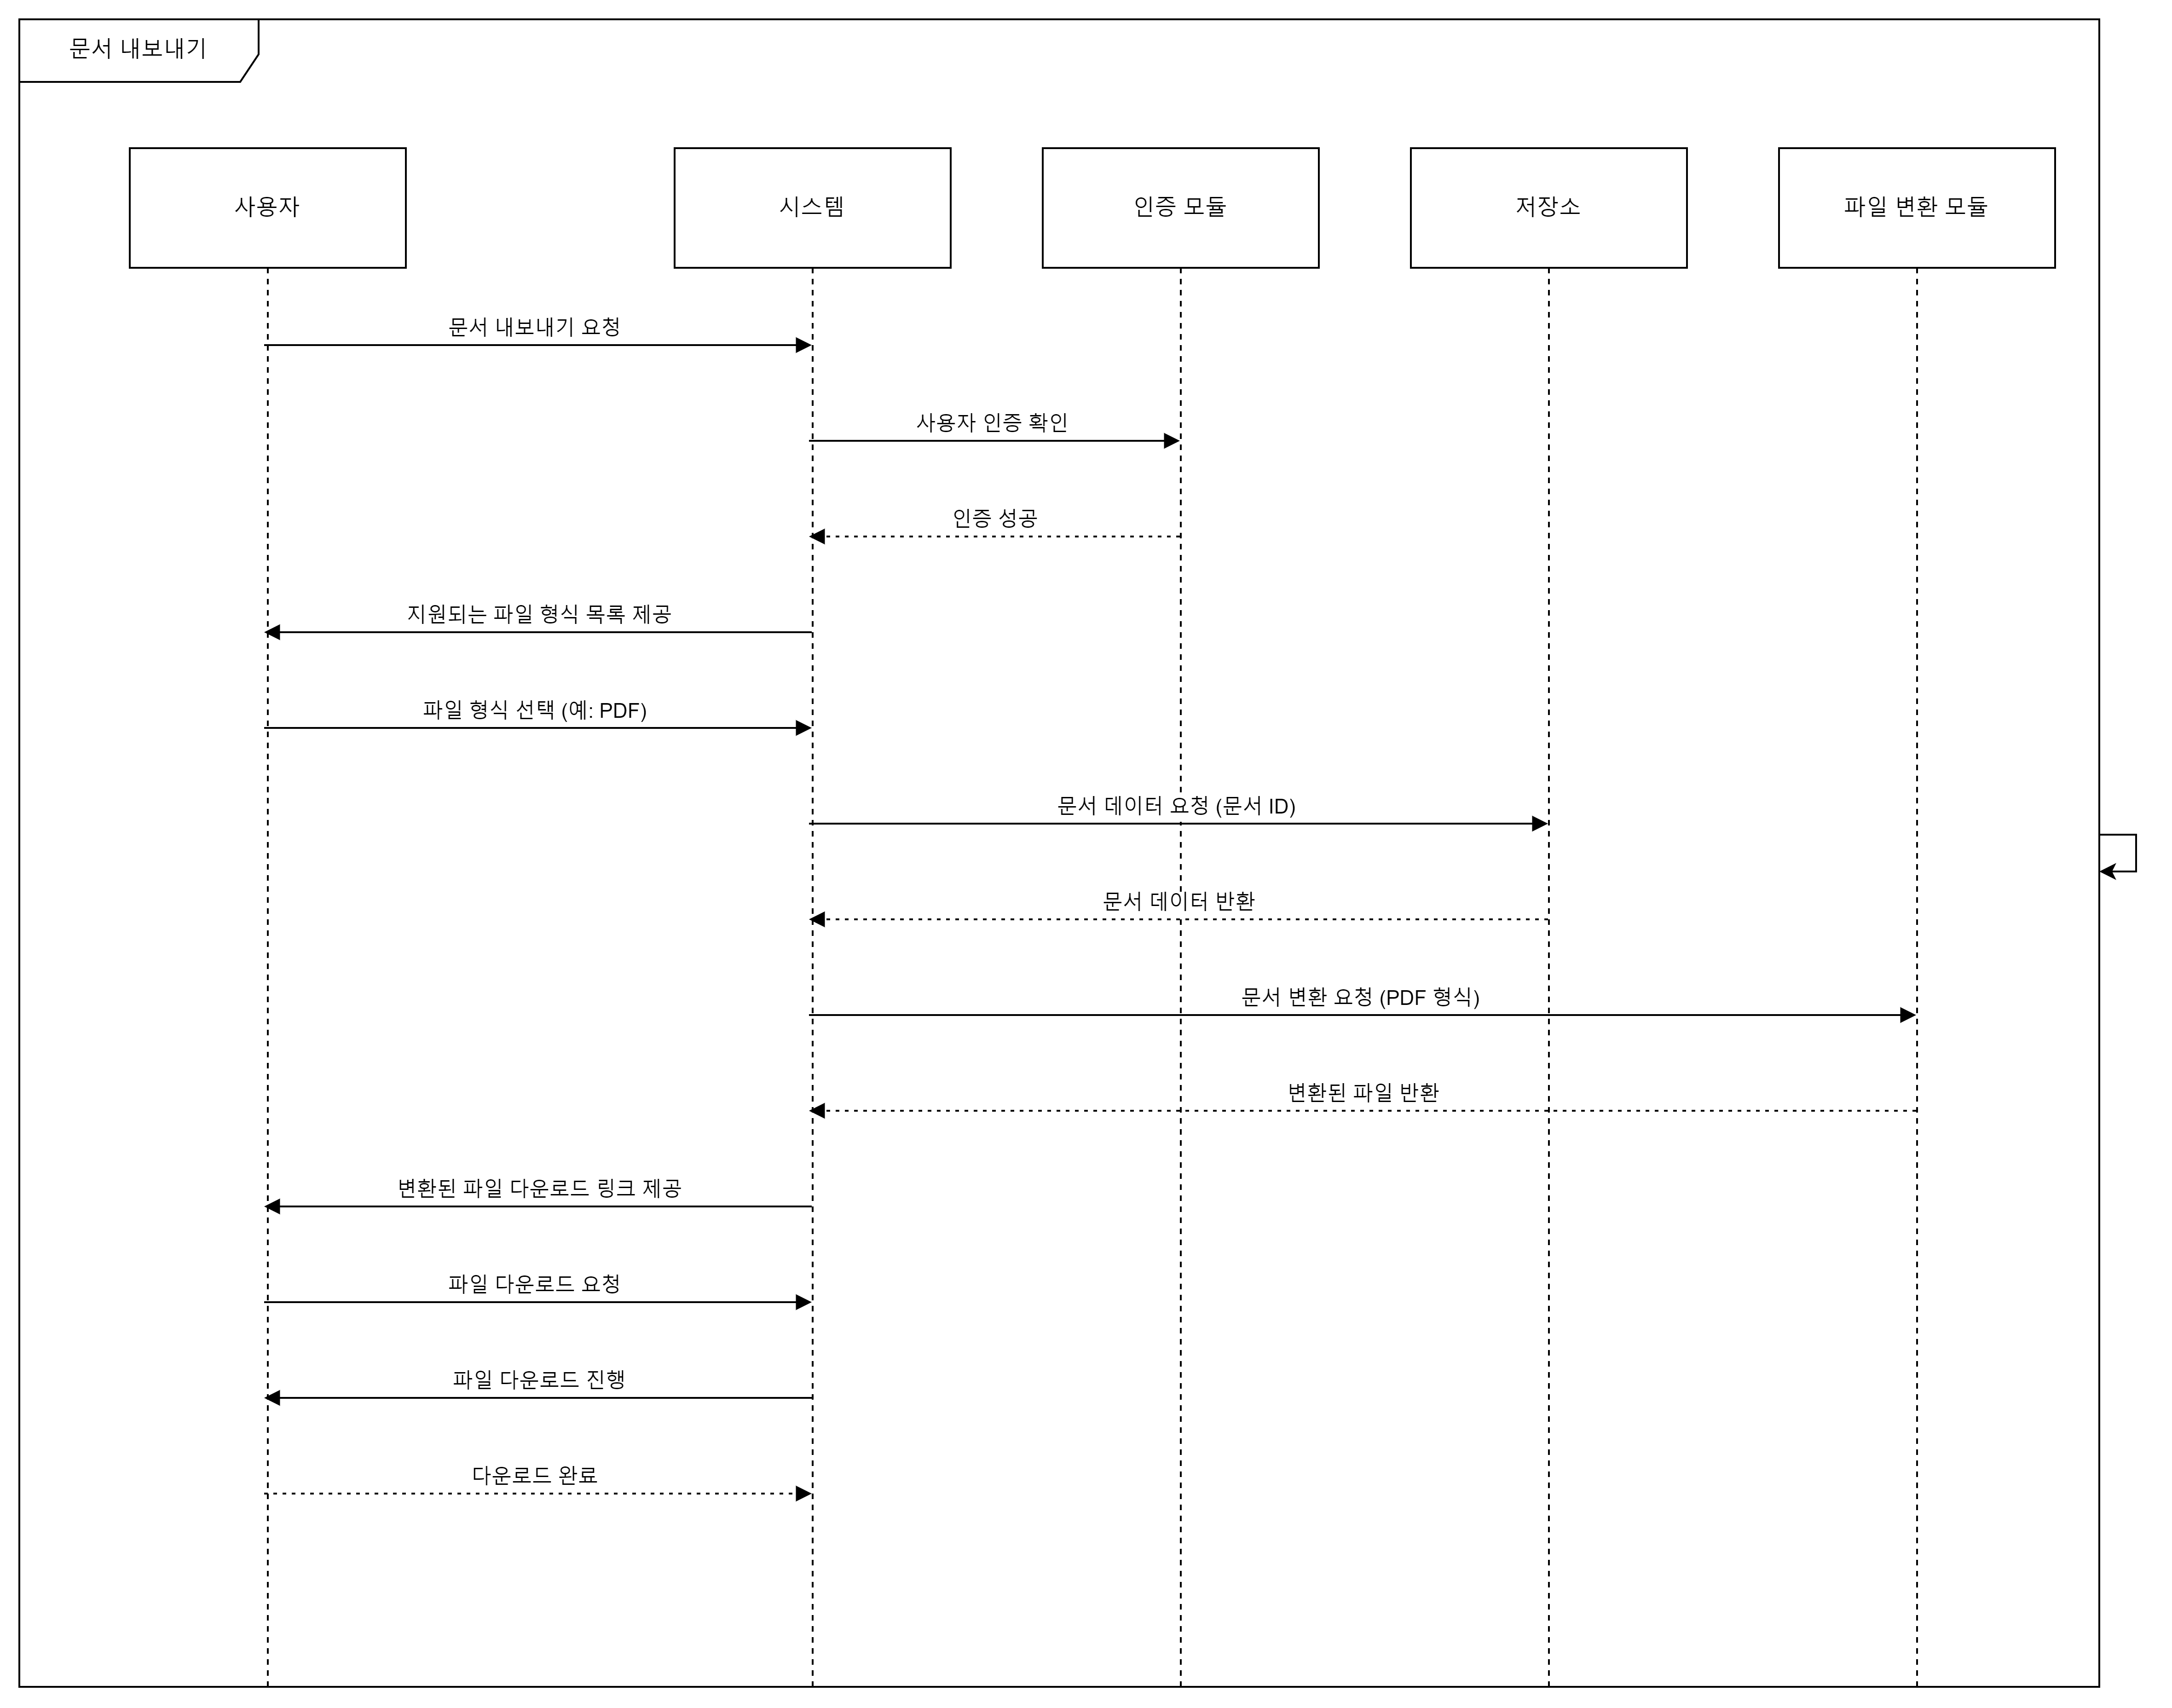 문서 내보내기
사용자
시스템
인증 모듈
저장소
파일 변환 모듈
문서 내보내기 요청
사용자 인증 확인
인증 성공
지원되는 파일 형식 목록 제공
파일 형식 선택 (예: PDF)
문서 데이터 요청 (문서 ID)
문서 데이터 반환
문서 변환 요청 (PDF 형식)
변환된 파일 반환
변환된 파일 다운로드 링크 제공
파일 다운로드 요청
파일 다운로드 진행
다운로드 완료